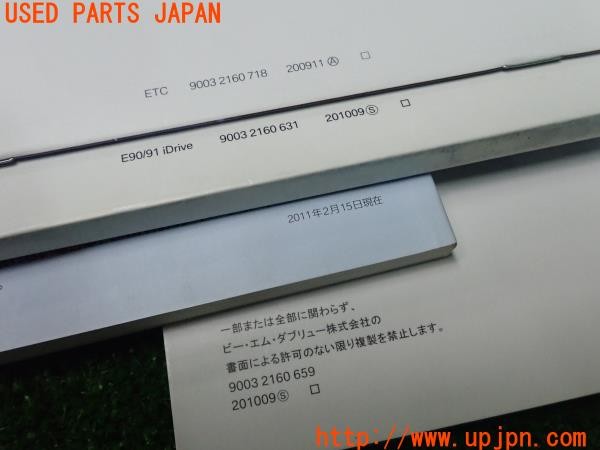 USED PARTS JAPAN
ETC 9003 2160 718 200911 Ⓐ □
E90/91 iDrive 9003 2160 631 201009 Ⓢ □
2011年2月15日現在
一部または全部に関わらず、
ビー・エム・ダブリュー株式会社の
書面による許可のない限り複製を禁止します。
9003 2160 659
201009 Ⓢ □
http://www.upjpn.com/